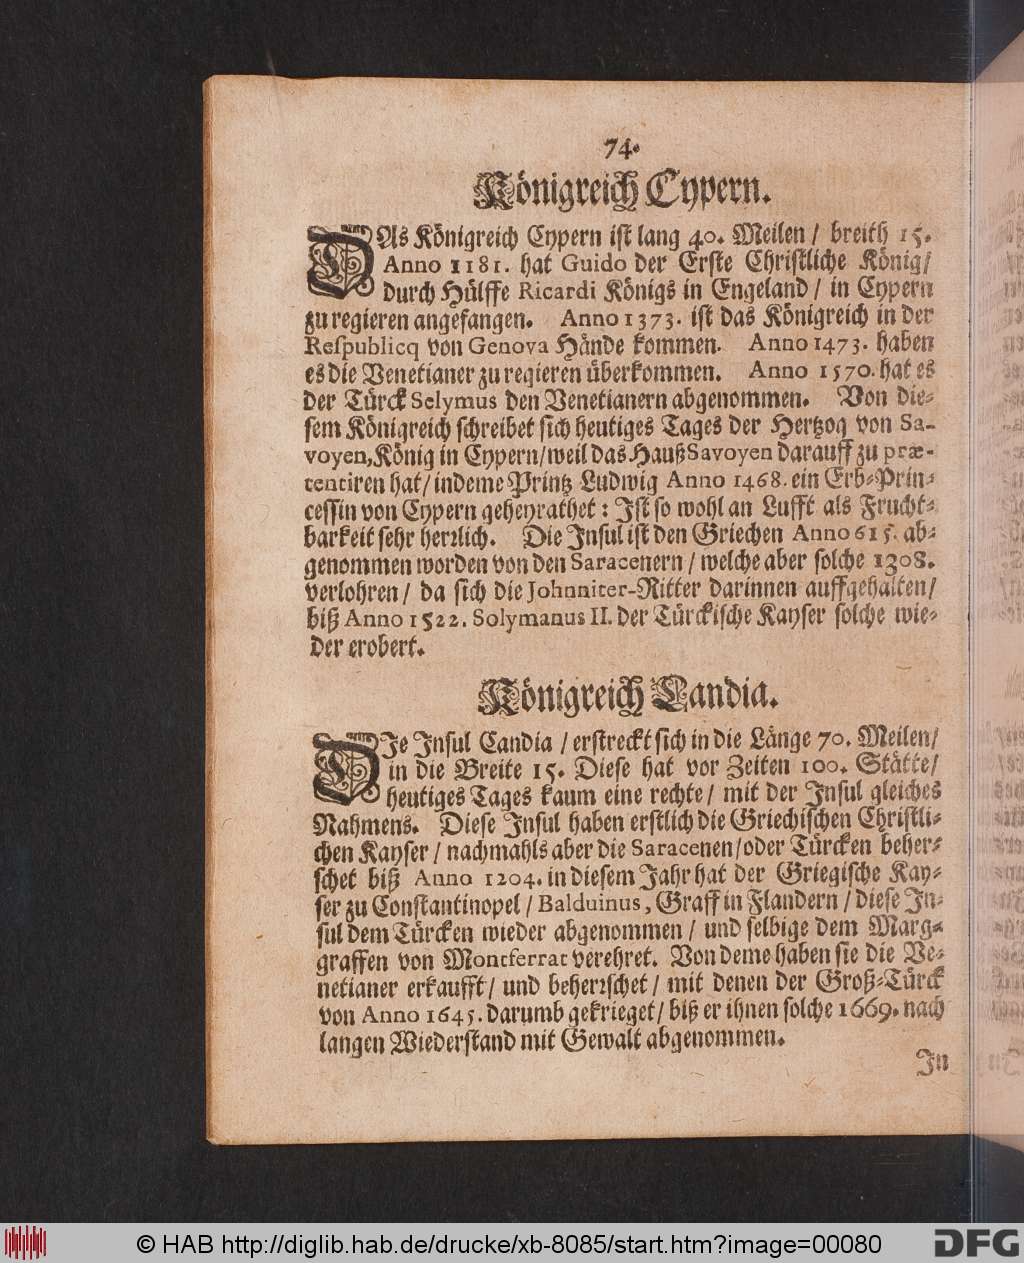 74.
Königreich Cypern.
DAs Königreich Cypern ist lang 40. Meilen / breith 15.
Anno 1181. hat Guido der Erste Christliche König/
durch Hülffe Ricardi Königs in Engeland / in Cypern
zu regieren angefangen. Anno 1373. ist das Königreich in der
Respublicq von Genova Hände kommen. Anno 1473. haben
es die Venetianer zu regieren überkommen. Anno 1570. hat es
der Türck Selymus den Venetianern abgenommen. Von die-
sem Königreich schreibet sich heutiges Tages der Hertzog von Sa-
voyen, König in Cypern/weil das Hauß Savoyen darauff zu præ-
tentiren hat/ indeme Printz Ludwig Anno 1468. ein Erb-Prin-
cessin von Cypern geheyrathet: Ist so wohl an Lufft als Frucht-
barkeit sehr herꝛlich. Die Insul ist den Griechen Anno 615. ab-
genommen worden von den Saracenern / welche aber solche 1308.
verlohren / da sich die Johnniter-Ritter darinnen auffgehalten/
biß Anno 1522. Solymanus II. der Türckische Kayser solche wie-
der erobert.
Königreich Candia.
DIe Insul Candia / erstreckt sich in die Länge 70. Meilen/
in die Breite 15. Diese hat vor Zeiten 100. Stätte/
heutiges Tages kaum eine rechte / mit der Insul gleiches
Nahmens. Diese Insul haben erstlich die Griechischen Christli-
chen Kayser / nachmahls aber die Saracenen/oder Türcken beher-
schet biß Anno 1204. in diesem Jahr hat der Griegische Kay-
ser zu Constantinopel / Balduinus, Graff in Flandern / diese In-
sul dem Türcken wieder abgenommen / und selbige dem Marg-
graffen von Montferrat verehret. Von deme haben sie die Ve-
netianer erkaufft/ und beherꝛschet/ mit denen der Groß-Türck
von Anno 1645. darumb gekrieget/ biß er ihnen solche 1669. nach
langen Wiederstand mit Gewalt abgenommen.
In
© HAB http://diglib.hab.de/drucke/xb-8085/start.htm?image=00080
DFG